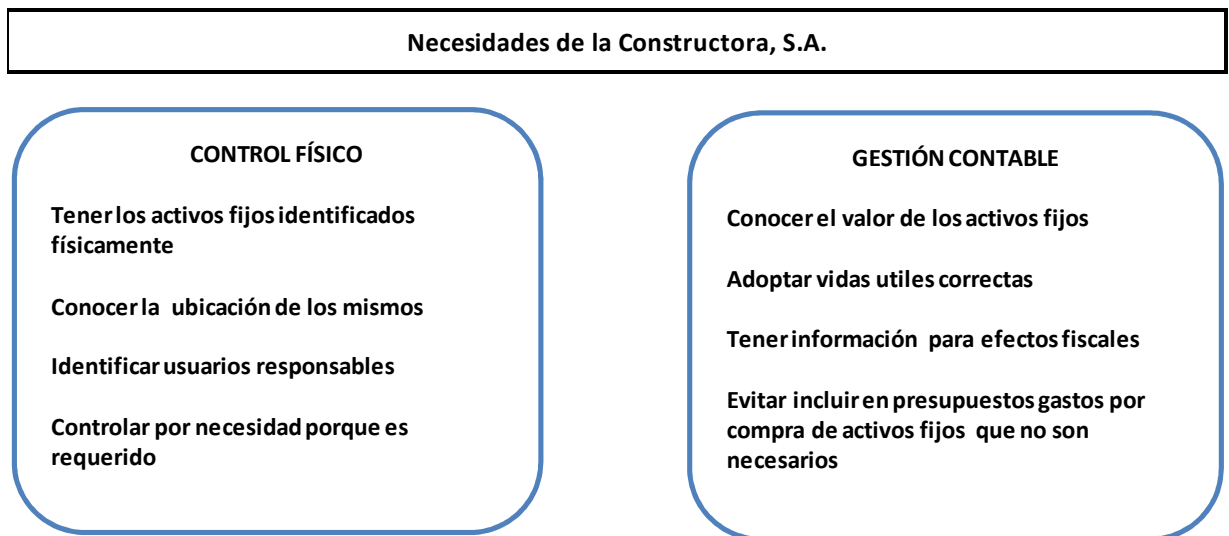 Necesidades de la Constructora, S.A.
CONTROL FÍSICO
Tener los activos fijos identificados
físicamente
Conocer la ubicación de los mismos
Identificar usuarios responsables
Controlar por necesidad porque es
requerido
GESTIÓN CONTABLE
Conocer el valor de los activos fijos
Adoptar vidas utiles correctas
Tener información para efectos fiscales
Evitar incluir en presupuestos gastos por
compra de activos fijos que no son
necesarios